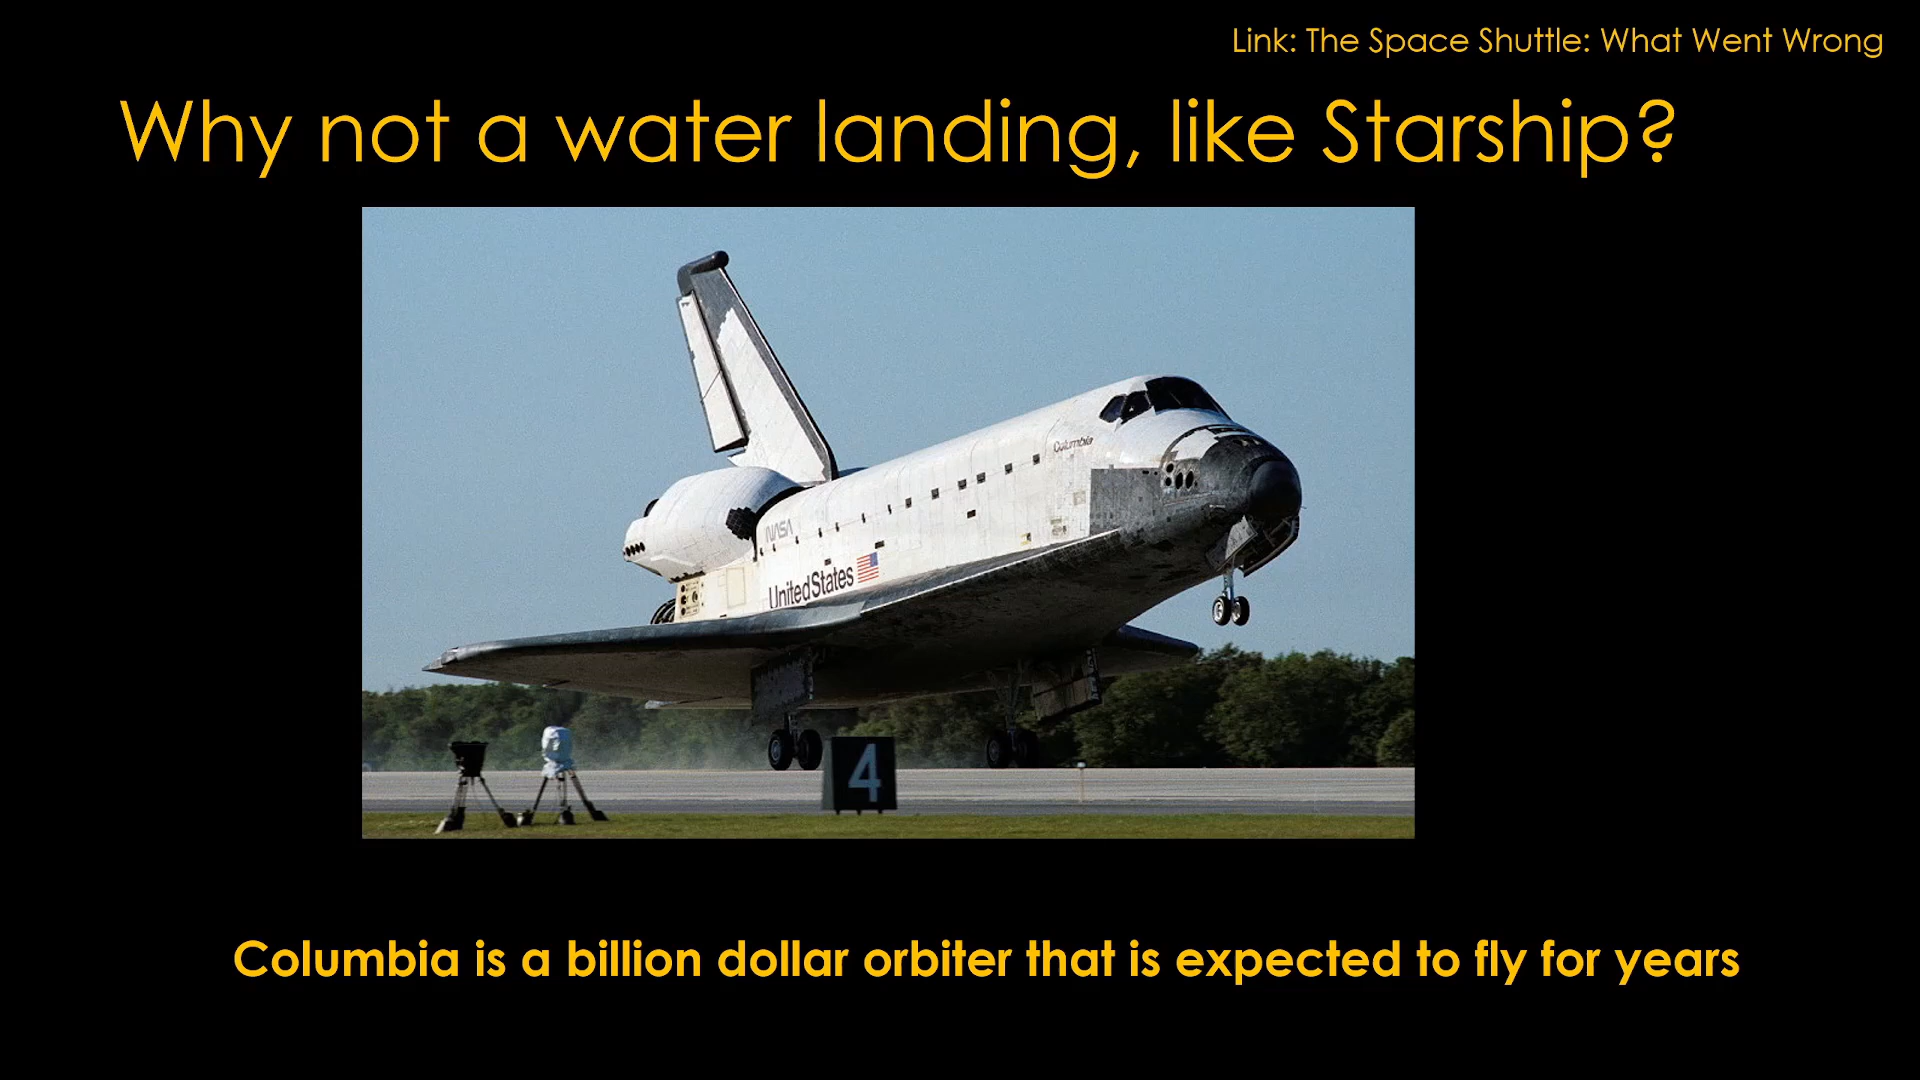 Link: The Space Shuttle: What Went Wrong
Why not a water landing, like Starship?
Columbia
NASA
United States
4
Columbia is a billion dollar orbiter that is expected to fly for years